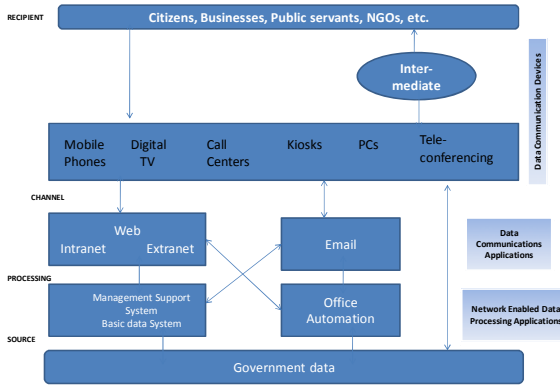 RECIPIENT
Citizens, Businesses, Public servants, NGOs, etc.
Inter-
mediate
Data Communication Devices
Mobile
Phones
Digital
TV
Call
Centers
Kiosks
PCs
Tele-
conferencing
CHANNEL
Web
Intranet Extranet
Email
Data
Communications
Applications
PROCESSING
Management Support
System
Basic data System
Office
Automation
Network Enabled Data
Processing Applications
SOURCE
Government data